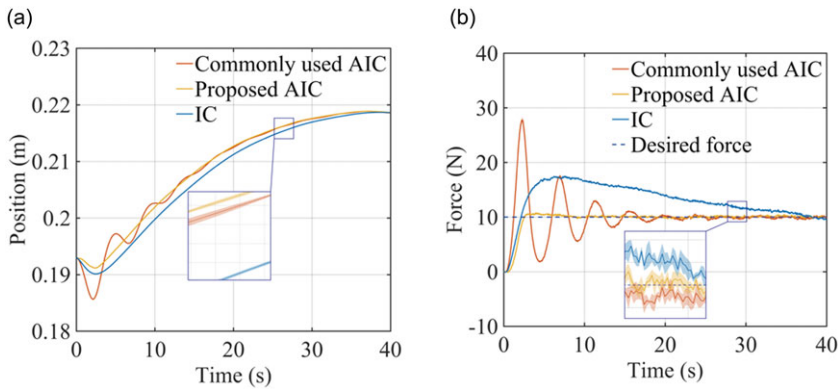 (a)
0.23
0.22
0.21
0.2
0.19
0.18
Position (m)
Commonly used AIC
Proposed AIC
IC
0
10
20
30
40
Time (s)
(b)
40
30
20
10
0
-10
Force (N)
Commonly used AIC
Proposed AIC
IC
Desired force
0
10
20
30
40
Time (s)